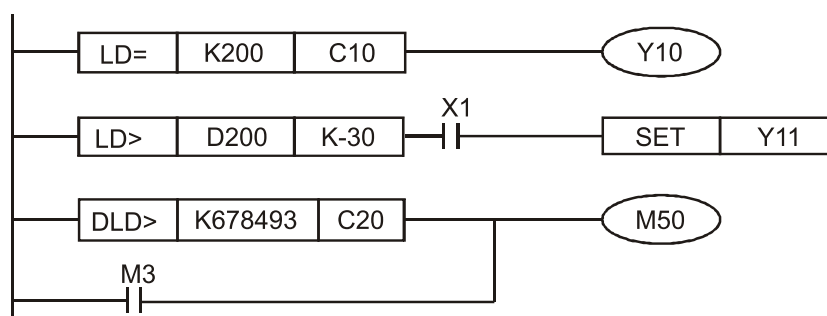 LD= K200 C10 Y10
X1
LD> D200 K-30 SET Y11
DLD> K678493 C20 M50
M3